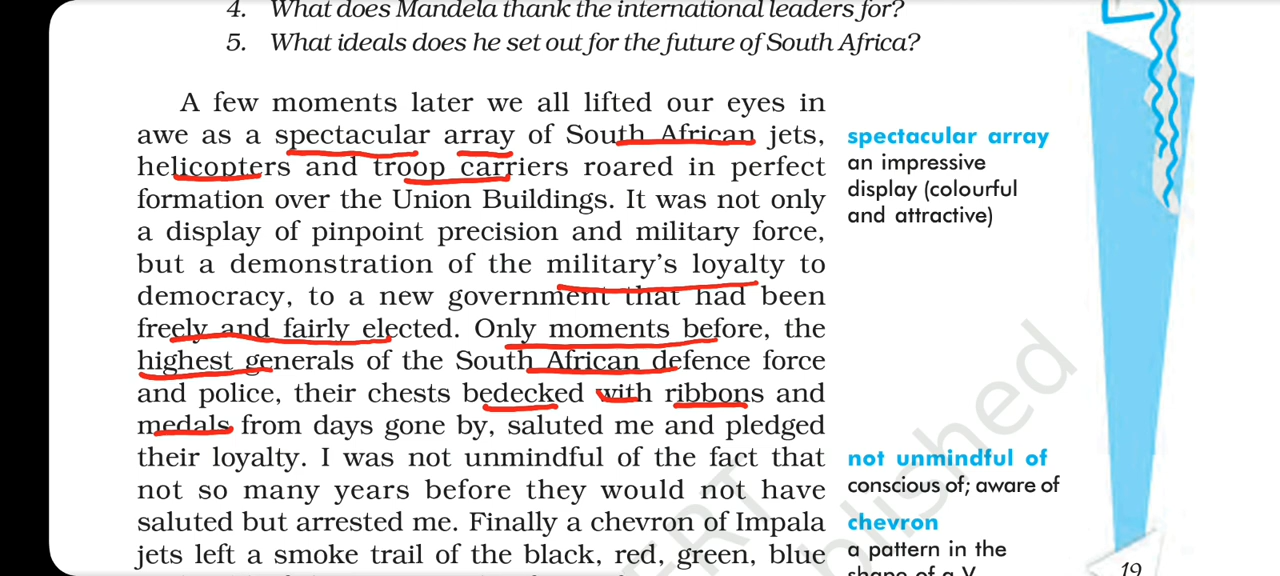 4. What does Mandela thank the international leaders for?
5. What ideals does he set out for the future of South Africa?
A few moments later we all lifted our eyes in
awe as a spectacular array of South African jets,
helicopters and troop carriers roared in perfect
formation over the Union Buildings. It was not only
a display of pinpoint precision and military force,
but a demonstration of the military's loyalty to
democracy, to a new government that had been
freely and fairly elected. Only moments before, the
highest generals of the South African defence force
and police, their chests bedecked with ribbons and
medals from days gone by, saluted me and pledged
their loyalty. I was not unmindful of the fact that
not so many years before they would not have
saluted but arrested me. Finally a chevron of Impala
jets left a smoke trail of the black, red, green, blue
spectacular array
an impressive
display (colourful
and attractive)
not unmindful of
conscious of; aware of
chevron
a pattern in the
shape of a V
19